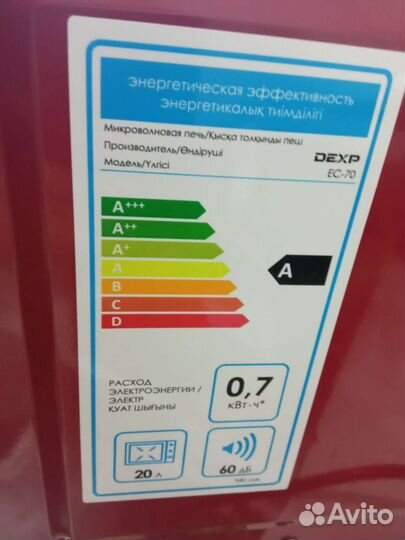 энергетическая эффективность
энергетикалық тиімділігі
Микроволновая печь/Қысқа толқынды пеш
Производитель/Өндіруші DEXP
Модель/Үлгісі EC-70
A+++
A++
A+
A
B
C
D
A
РАСХОД
ЭЛЕКТРОЭНЕРГИИ /
ЭЛЕКТР
ҚУАТ ШЫҒЫНЫ
0,7
кВт·ч*
20 л
60 дБ
Avito